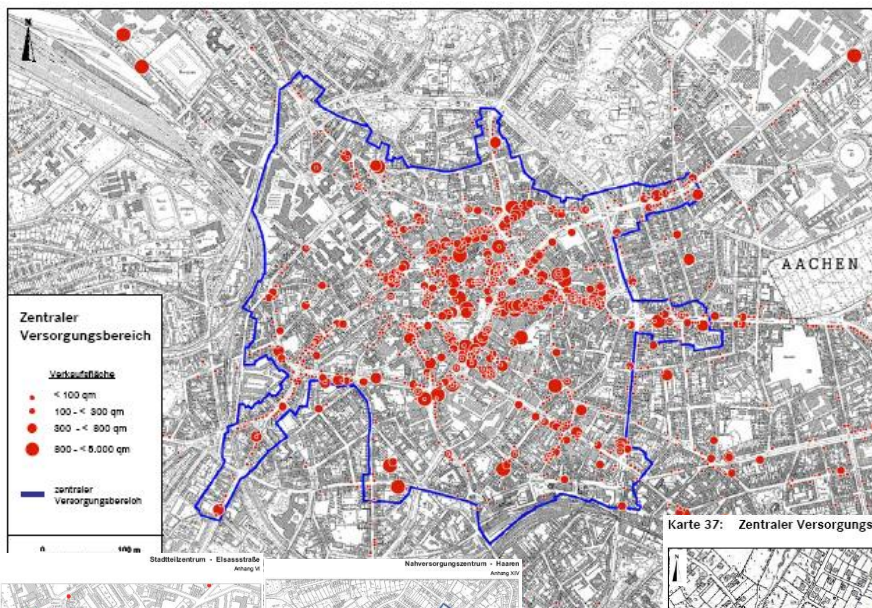 N
AACHEN
Zentraler
Versorgungsbereich
Verkaufsfläche
< 100 qm
100 - < 300 qm
300 - < 800 qm
800 - < 5.000 qm
zentraler
Versorgungsbereich
0 100 m
Karte 37: Zentraler Versorgungs
Stadtteilzentrum - Elsassstraße
Anhang VI
Nahversorgungszentrum - Haaren
Anhang XIV
N